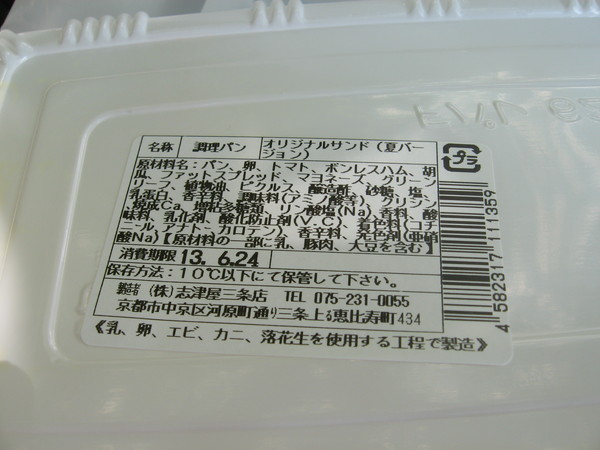 名称 調理パン オリジナルサンド（夏バー
ジョン）
原材料名：パン、卵、トマト、ボンレスハム、胡
瓜、ファットスプレッド、マヨネーズ、グリーン
リーフ、植物油、ピクルス、醸造酢、砂糖、塩、
乳蛋白、香辛料、調味料(アミノ酸等)、グリシン
、焼成Ca、増粘多糖類、リン酸塩(Na)、香料、酸
味料、乳化剤、酸化防止剤(V.C)、着色料(コチ
ニール、アナトー、カロテン)、香辛料、発色剤(亜硝
酸Na)【原材料の一部に乳、豚肉、大豆を含む】
消費期限 13. 6.24
保存方法：10℃以下にて保管して下さい。
製造者 (株)志津屋三条店 TEL 075-231-0055
京都市中京区河原町通り三条上る恵比寿町434
《乳、卵、エビ、カニ、落花生を使用する工程で製造》
プラ
4 582317 111359